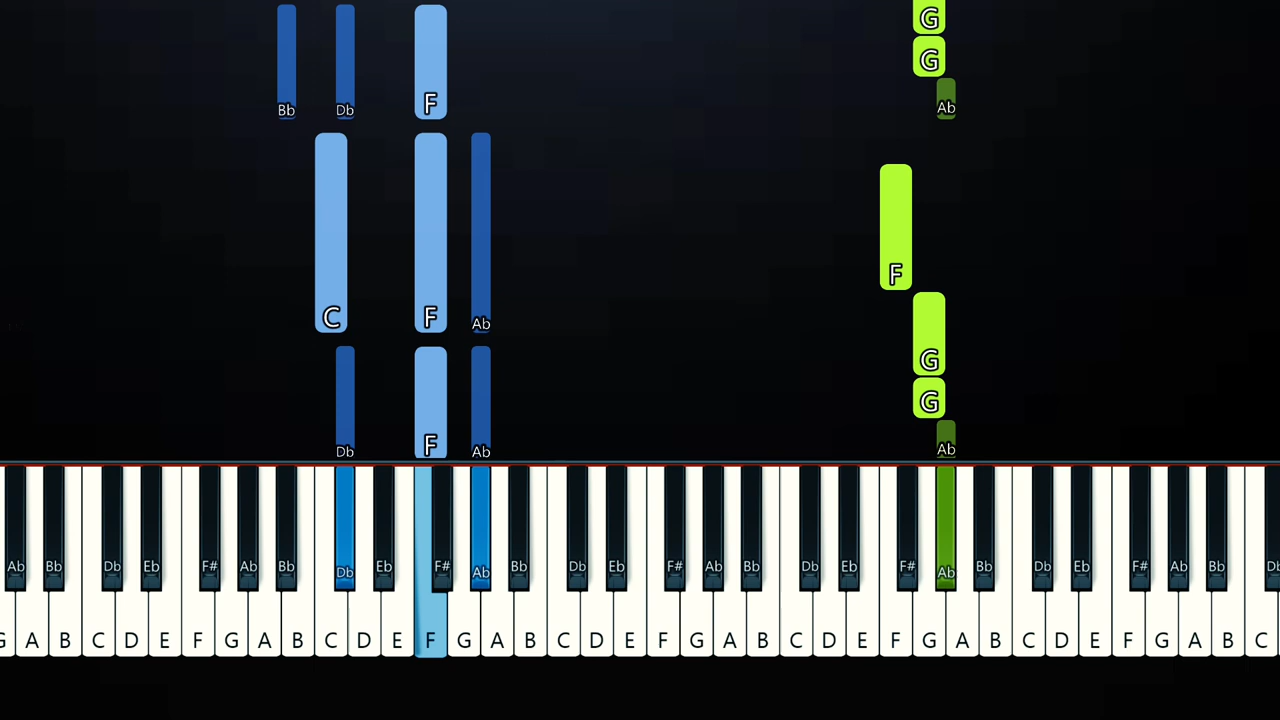 G
G
Bb Db F Ab
F
C F Ab G
G
Db F Ab Ab
Ab Bb Db Eb F# Ab Bb Db Eb F# Ab Bb Db Eb F# Ab Bb Db Eb F# Ab Bb Db Eb F# Ab Bb Db
G A B C D E F G A B C D E F G A B C D E F G A B C D E F G A B C D E F G A B C